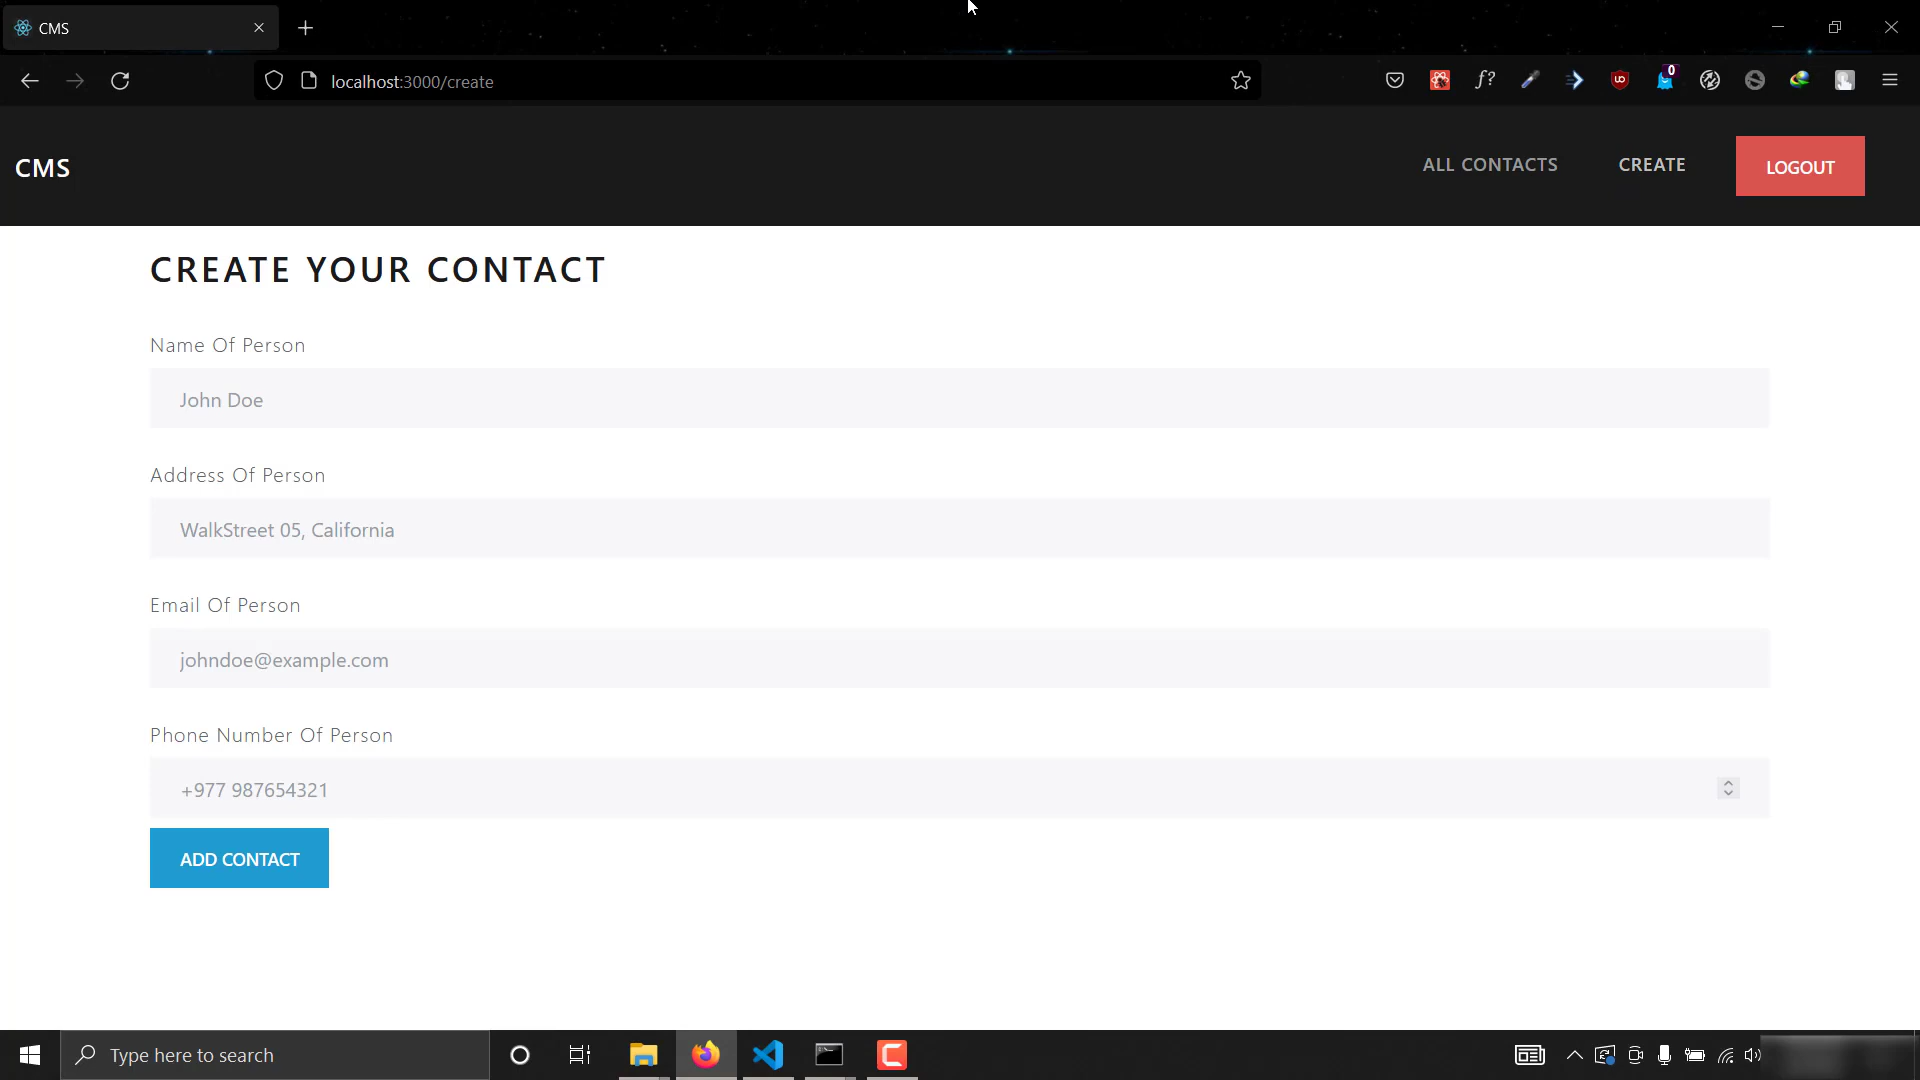 CMS
localhost:3000/create
f?
0
CMS
ALL CONTACTS
CREATE
LOGOUT
CREATE YOUR CONTACT
Name Of Person
John Doe
Address Of Person
WalkStreet 05, California
Email Of Person
johndoe@example.com
Phone Number Of Person
+977 987654321
ADD CONTACT
Type here to search